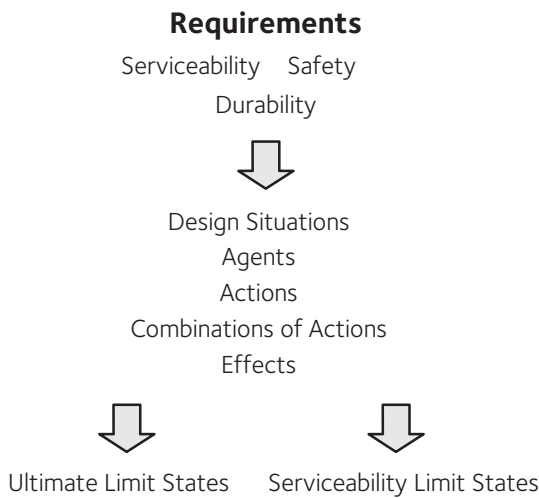 Requirements
Serviceability Safety
Durability
Design Situations
Agents
Actions
Combinations of Actions
Effects
Ultimate Limit States Serviceability Limit States